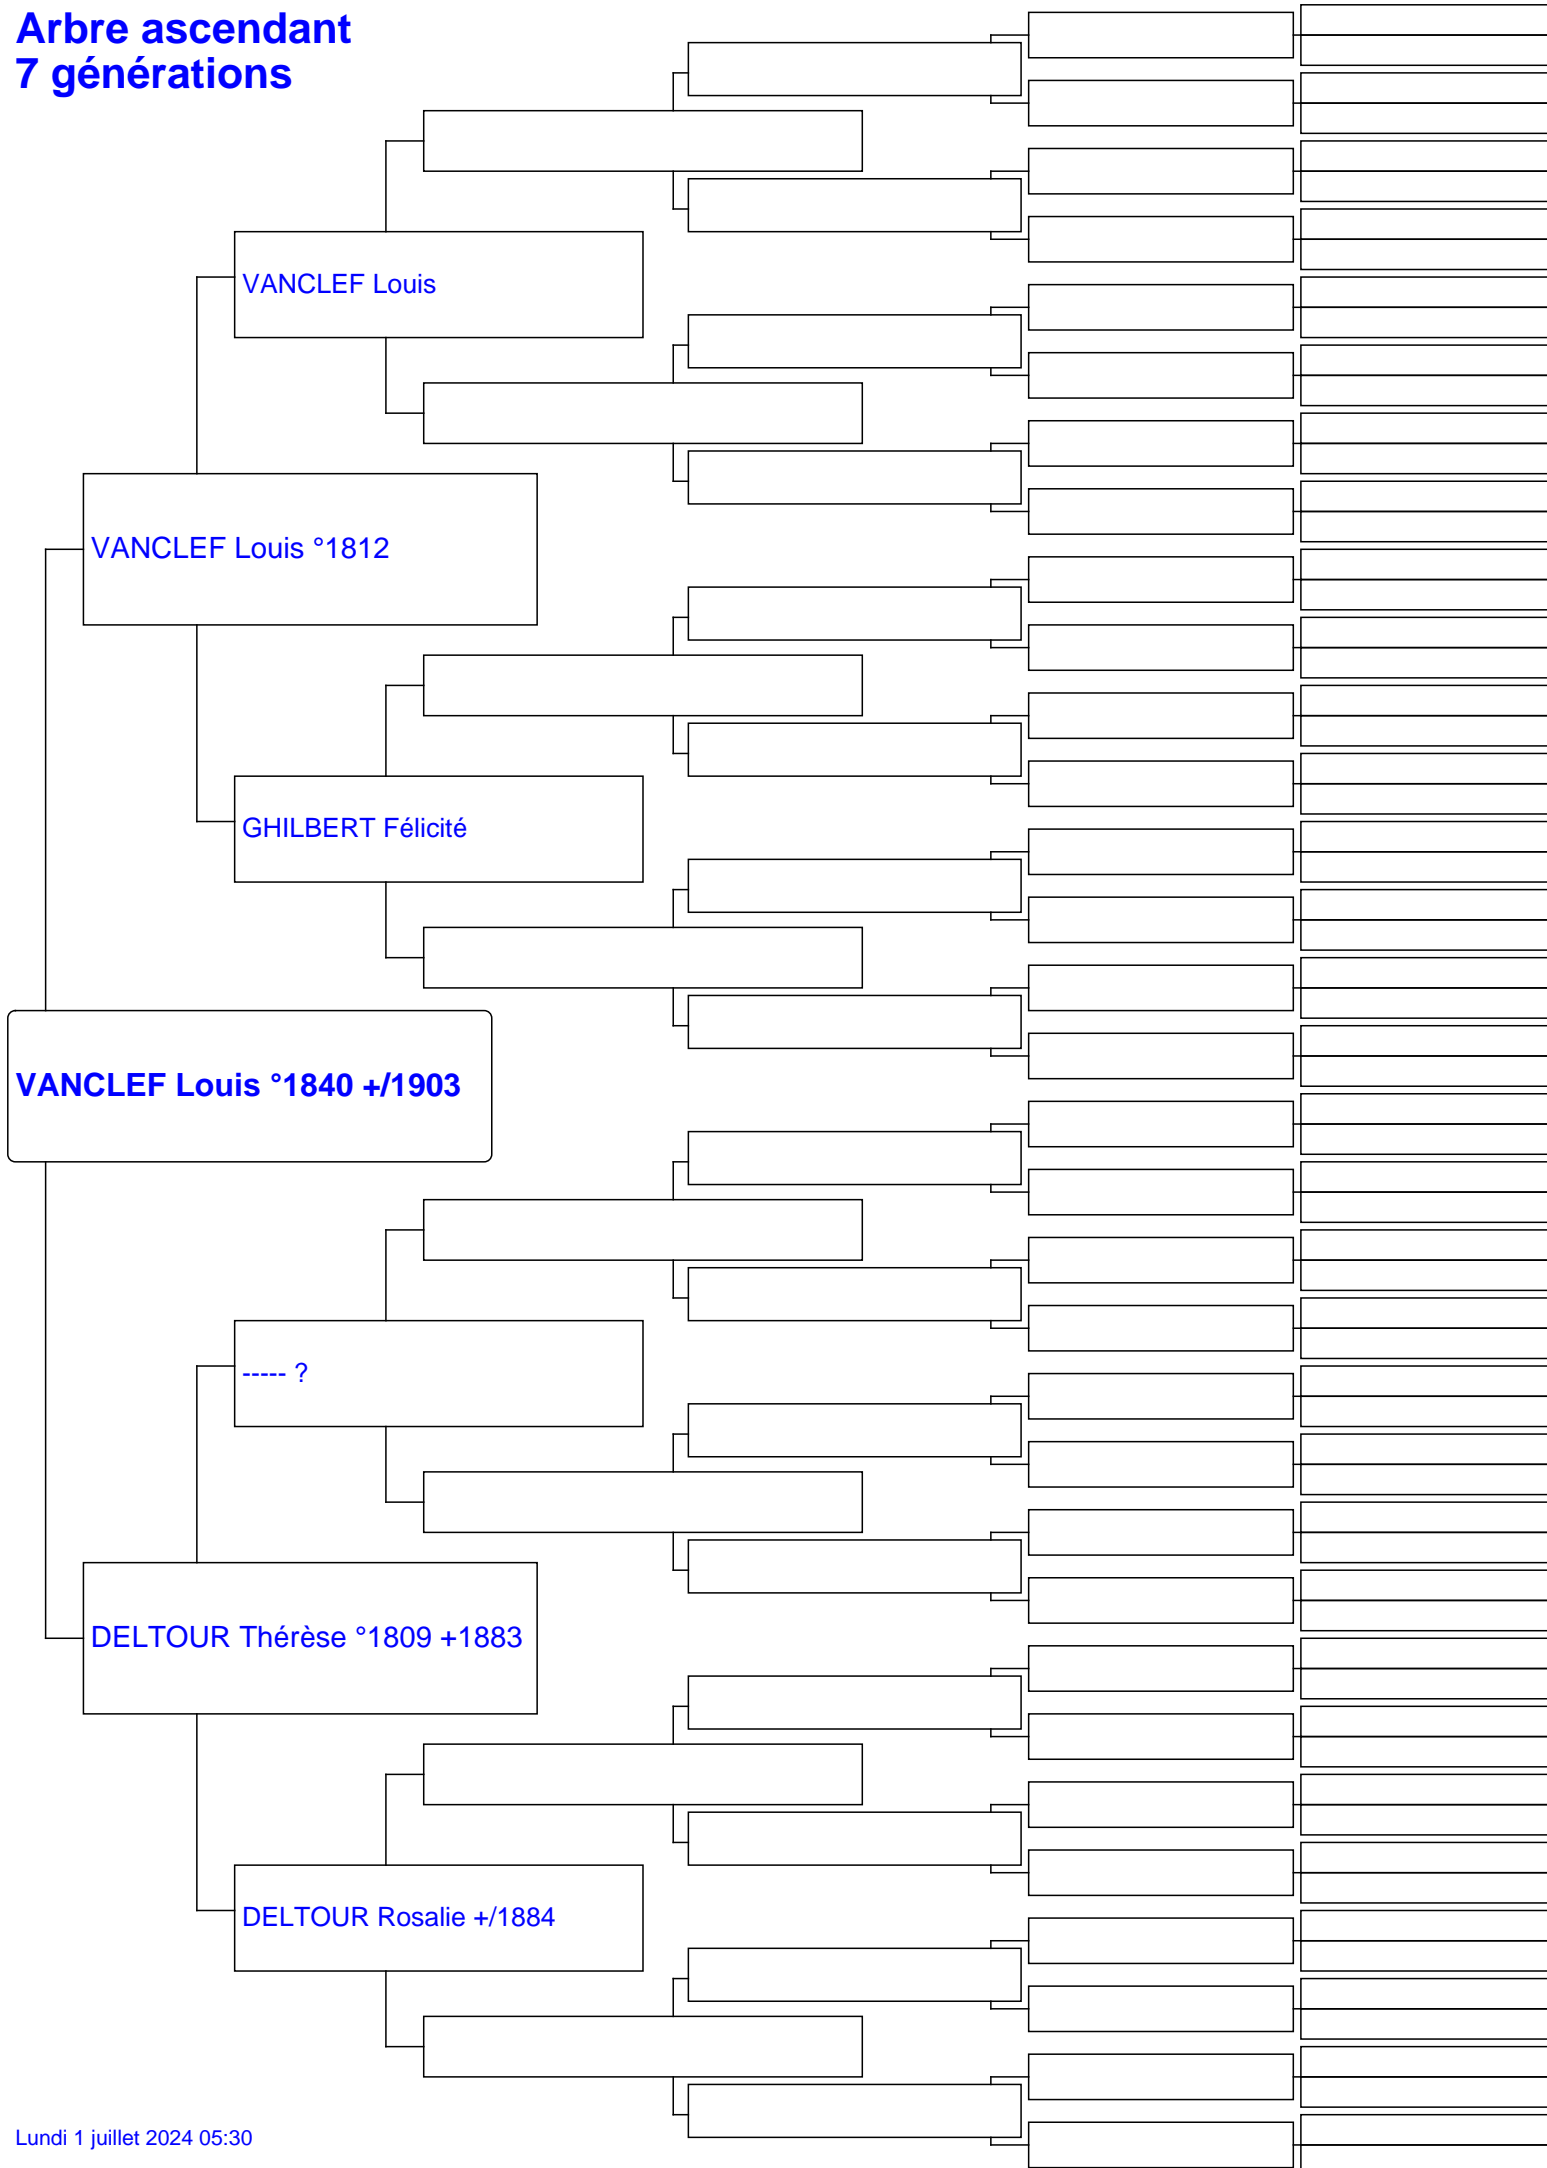 Arbre ascendant
7 générations
VANCLEF Louis
VANCLEF Louis °1812
GHILBERT Félicité
VANCLEF Louis °1840 +/1903
----- ?
DELTOUR Thérèse °1809 +1883
DELTOUR Rosalie +/1884
Lundi 1 juillet 2024 05:30